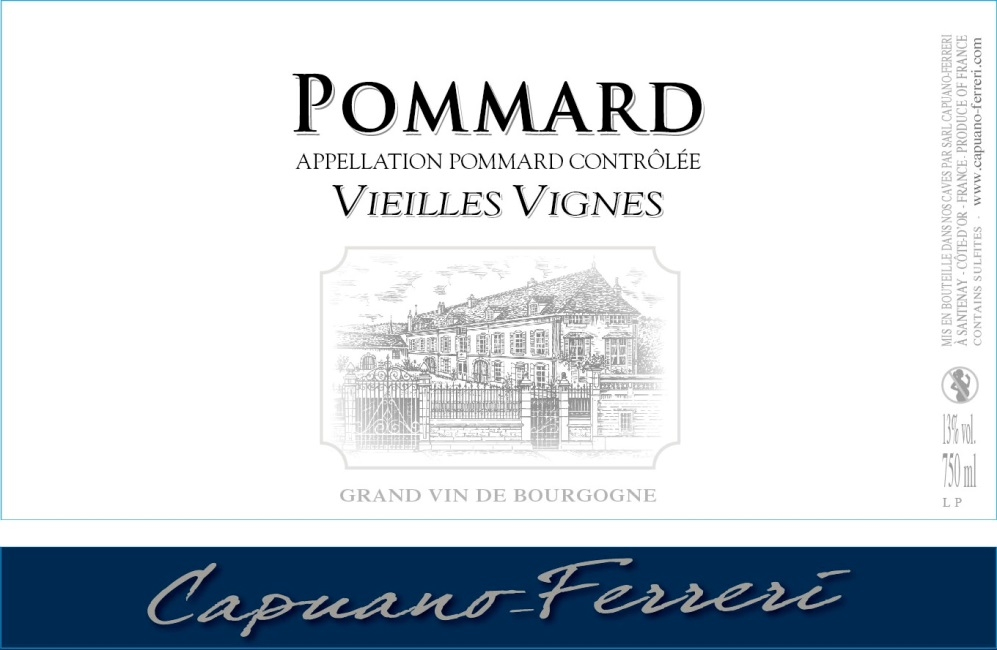 POMMARD
APPELLATION POMMARD CONTRÔLÉE
VIEILLES VIGNES
GRAND VIN DE BOURGOGNE
MIS EN BOUTEILLE DANS NOS CAVES PAR SARL CAPUANO-FERRERI
À SANTENAY - CÔTE-D'OR - FRANCE - PRODUCE OF FRANCE
CONTAINS SULFITES - www.capuano-ferreri.com
13% vol.
750 ml
L P
Capuano-Ferreri